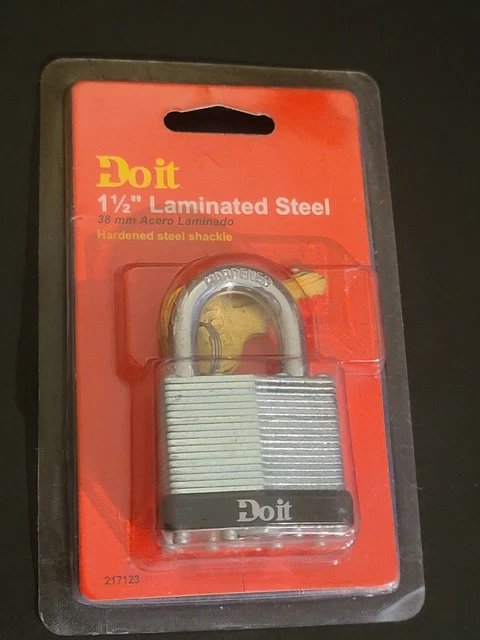 Do it
1½" Laminated Steel
38 mm Acero Laminado
Hardened steel shackle
HARDENED
Do it
217123